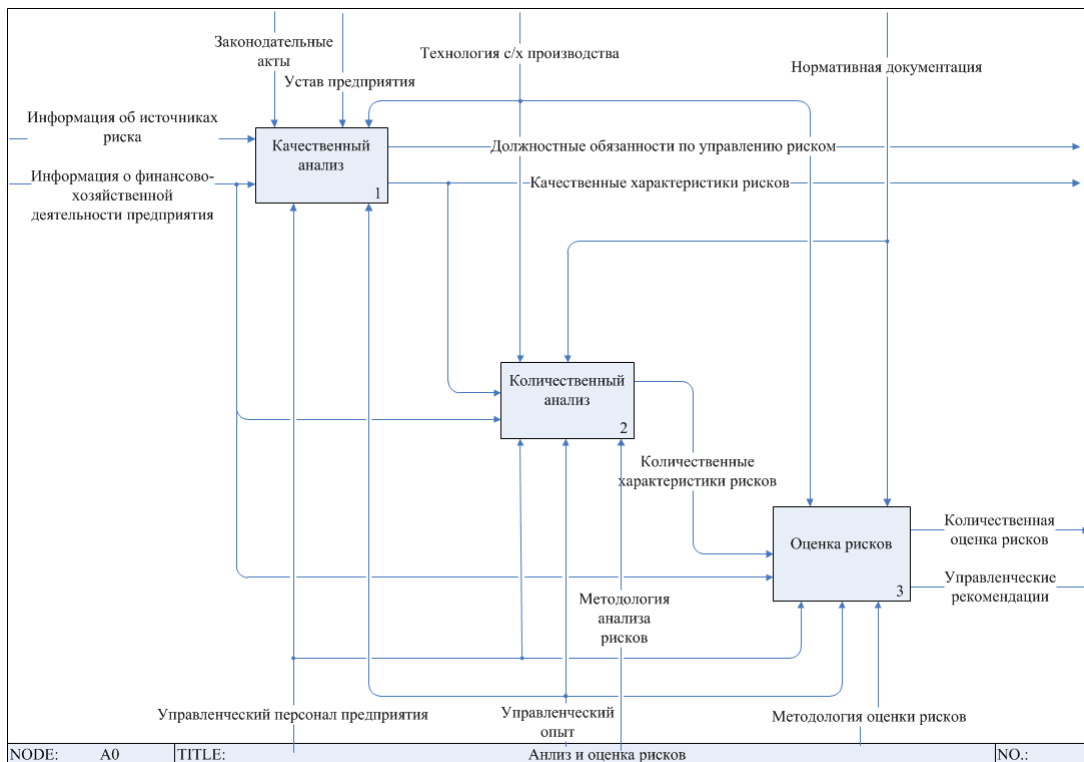 Законодательные
акты
Устав предприятия
Технология с/х производства
Нормативная документация
Информация об источниках
риска
Качественный
анализ
1
Должностные обязанности по управлению риском
Информация о финансово-
хозяйственной
деятельности предприятия
Качественные характеристики рисков
Количественный
анализ
2
Количественные
характеристики рисков
Оценка рисков
3
Количественная
оценка рисков
Управленческие
рекомендации
Методология
анализа
рисков
Управленческий персонал предприятия
Управленческий
опыт
Методология оценки рисков
NODE: A0 TITLE: Анлиз и оценка рисков NO.: